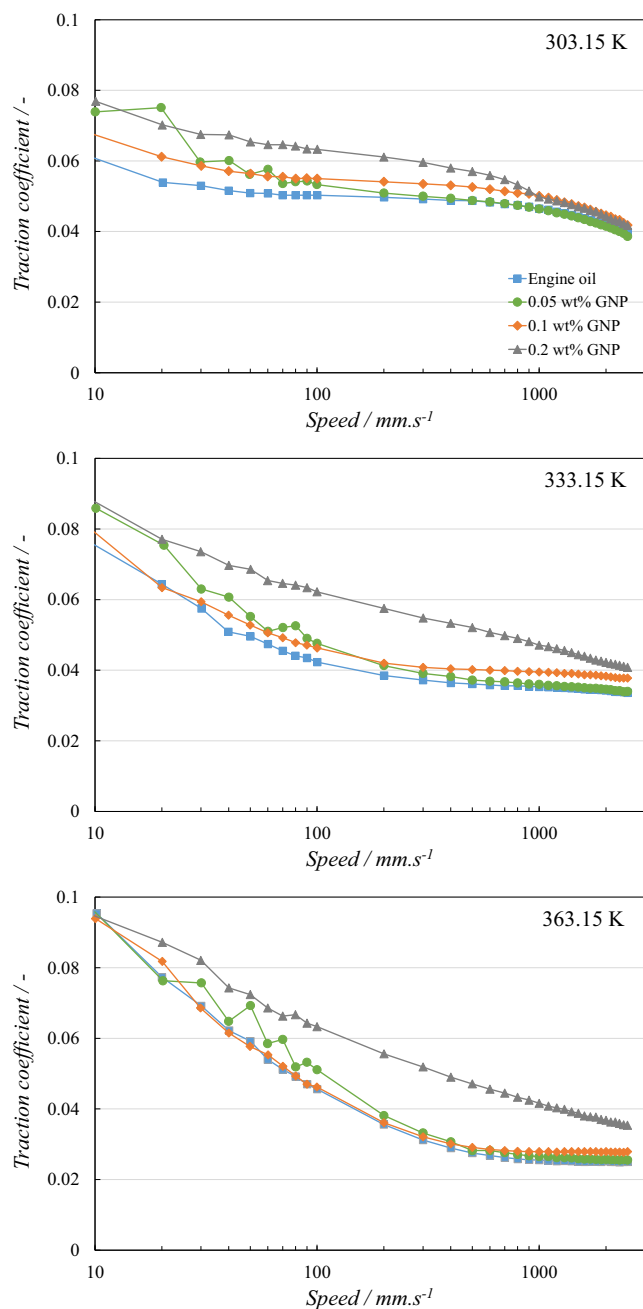 303.15 K
0.1
0.08
0.06
0.04
0.02
0
Traction coefficient / -
Engine oil
0.05 wt% GNP
0.1 wt% GNP
0.2 wt% GNP
10
100
1000
Speed / mm.s-1
333.15 K
0.1
0.08
0.06
0.04
0.02
0
Traction coefficient / -
10
100
1000
Speed / mm.s-1
363.15 K
0.1
0.08
0.06
0.04
0.02
0
Traction coefficient / -
10
100
1000
Speed / mm.s-1